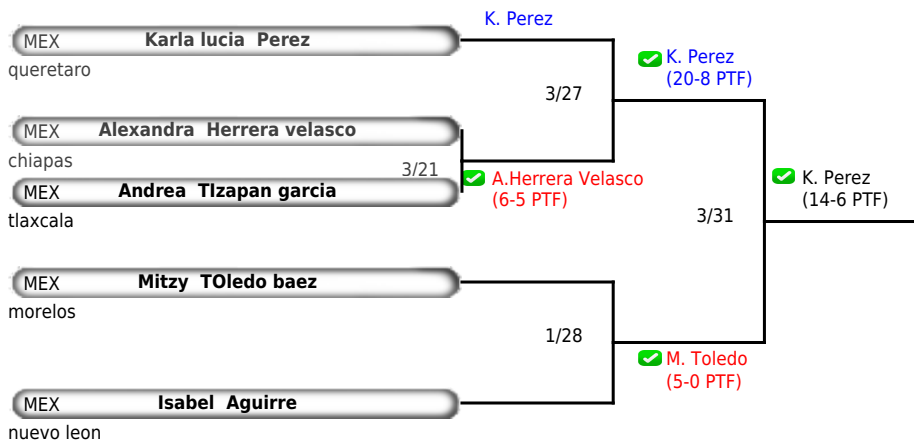 K. Perez
MEX Karla lucia Perez
queretaro
K. Perez
(20-8 PTF)
3/27
MEX Alexandra Herrera velasco
chiapas
3/21
A.Herrera Velasco
(6-5 PTF)
K. Perez
(14-6 PTF)
MEX Andrea TIzapan garcia
tlaxcala
3/31
MEX Mitzy TOledo baez
morelos
1/28
M. Toledo
(5-0 PTF)
MEX Isabel Aguirre
nuevo leon